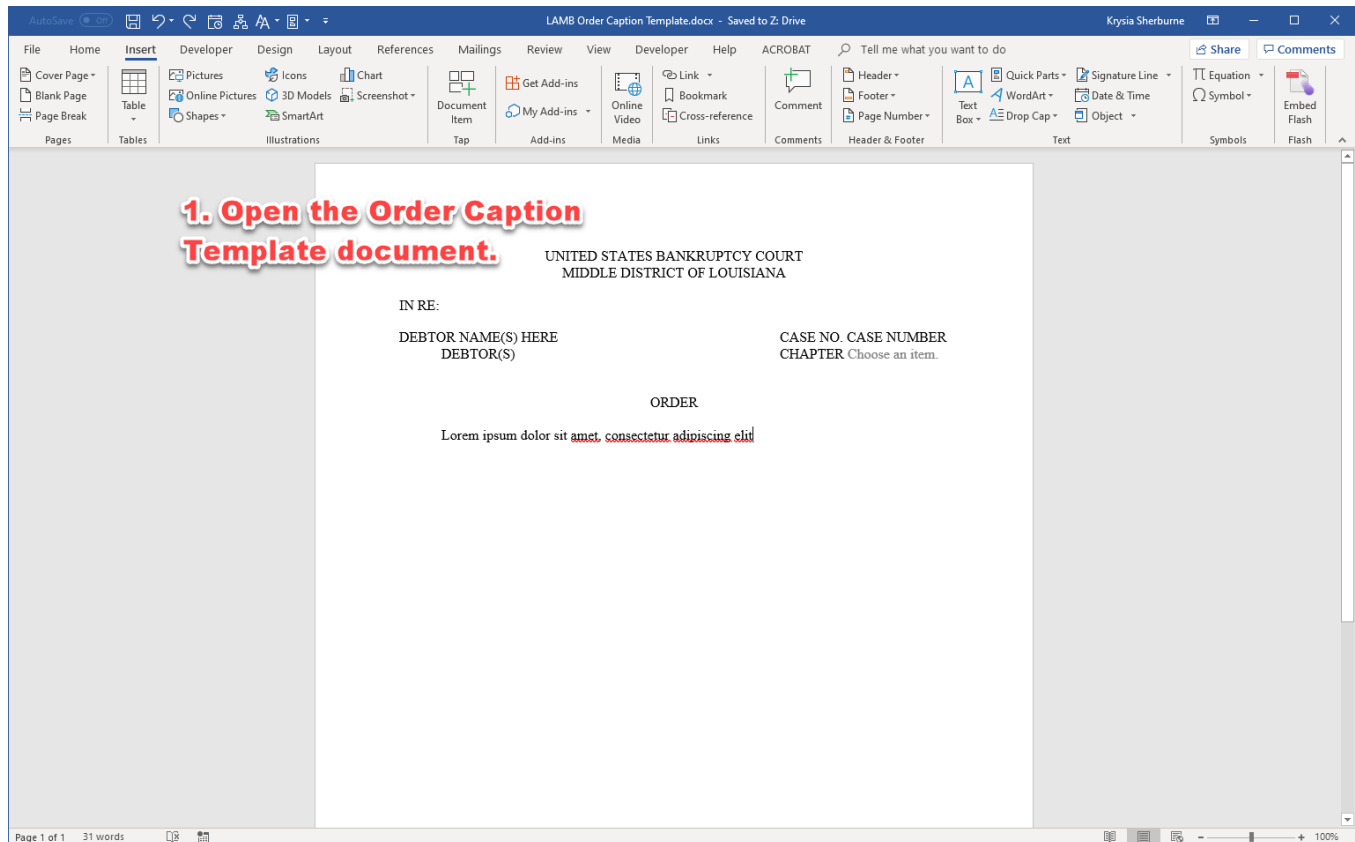 AutoSave Off LAMB Order Caption Template.docx - Saved to Z: Drive Krysia Sherburne
File Home Insert Developer Design Layout References Mailings Review View Developer Help ACROBAT Tell me what you want to do Share Comments
Cover Page
Blank Page
Page Break
Pages
Table
Tables
Pictures Icons Chart
Online Pictures 3D Models Screenshot
Shapes SmartArt
Illustrations
Document
Item
Tap
Get Add-ins
My Add-ins
Add-ins
Online
Video
Media
Link
Bookmark
Cross-reference
Links
Comment
Comments
Header
Footer
Page Number
Header & Footer
Text
Box
Quick Parts Signature Line
WordArt Date & Time
Drop Cap Object
Text
Equation
Symbol
Symbols
Embed
Flash
Flash
1. Open the Order Caption
Template document.
UNITED STATES BANKRUPTCY COURT
MIDDLE DISTRICT OF LOUISIANA
IN RE:
DEBTOR NAME(S) HERE CASE NO. CASE NUMBER
DEBTOR(S) CHAPTER Choose an item.
ORDER
Lorem ipsum dolor sit amet, consectetur adipiscing elit
Page 1 of 1 31 words 100%